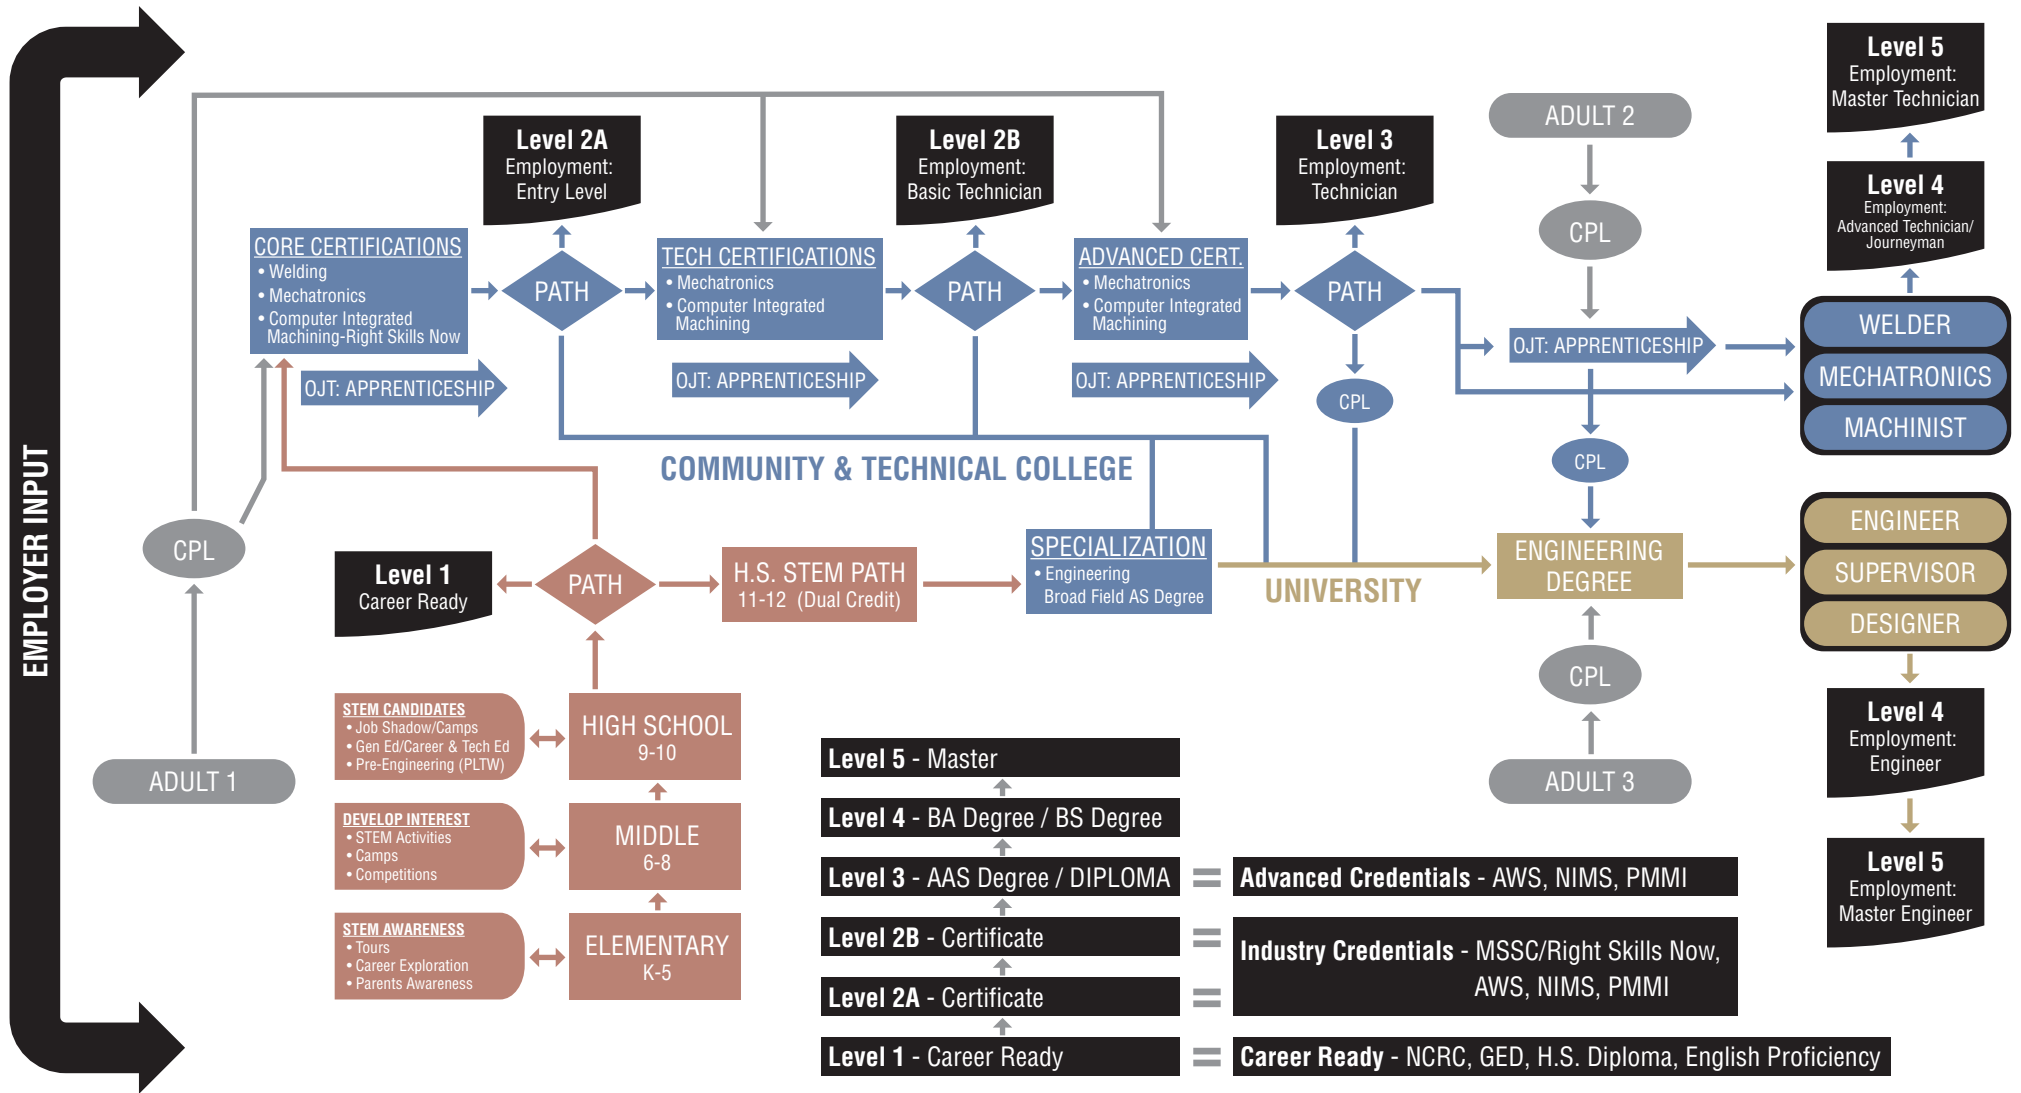 EMPLOYER INPUT
Level 2A
Employment:
Entry Level
Level 2B
Employment:
Basic Technician
Level 3
Employment:
Technician
ADULT 2
CPL
Level 5
Employment:
Master Technician
Level 4
Employment:
Advanced Technician/
Journeyman
CORE CERTIFICATIONS
• Welding
• Mechatronics
• Computer Integrated
Machining-Right Skills Now
PATH
TECH CERTIFICATIONS
• Mechatronics
• Computer Integrated
Machining
PATH
ADVANCED CERT.
• Mechatronics
• Computer Integrated
Machining
PATH
OJT: APPRENTICESHIP
OJT: APPRENTICESHIP
OJT: APPRENTICESHIP
CPL
OJT: APPRENTICESHIP
CPL
WELDER
MECHATRONICS
MACHINIST
COMMUNITY & TECHNICAL COLLEGE
CPL
ADULT 1
Level 1
Career Ready
PATH
H.S. STEM PATH
11-12 (Dual Credit)
SPECIALIZATION
• Engineering
Broad Field AS Degree
UNIVERSITY
ENGINEERING
DEGREE
CPL
ADULT 3
ENGINEER
SUPERVISOR
DESIGNER
Level 4
Employment:
Engineer
Level 5
Employment:
Master Engineer
STEM CANDIDATES
• Job Shadow/Camps
• Gen Ed/Career & Tech Ed
• Pre-Engineering (PLTW)
HIGH SCHOOL
9-10
DEVELOP INTEREST
• STEM Activities
• Camps
• Competitions
MIDDLE
6-8
STEM AWARENESS
• Tours
• Career Exploration
• Parents Awareness
ELEMENTARY
K-5
Level 5 - Master
Level 4 - BA Degree / BS Degree
Level 3 - AAS Degree / DIPLOMA = Advanced Credentials - AWS, NIMS, PMMI
Level 2B - Certificate =
Level 2A - Certificate =
Industry Credentials - MSSC/Right Skills Now,
AWS, NIMS, PMMI
Level 1 - Career Ready = Career Ready - NCRC, GED, H.S. Diploma, English Proficiency